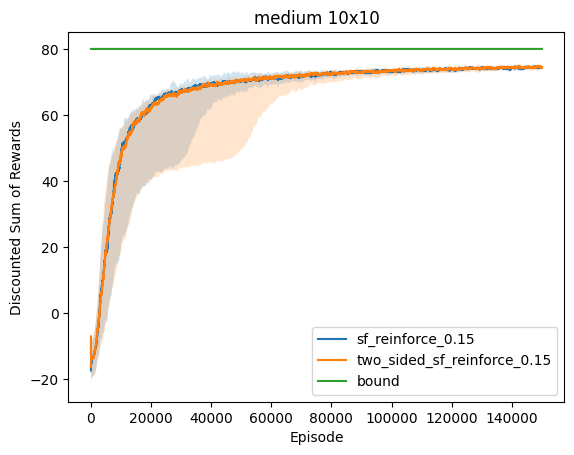 medium 10x10
Discounted Sum of Rewards
80
60
40
20
0
−20
0 20000 40000 60000 80000 100000 120000 140000
Episode
sf_reinforce_0.15
two_sided_sf_reinforce_0.15
bound